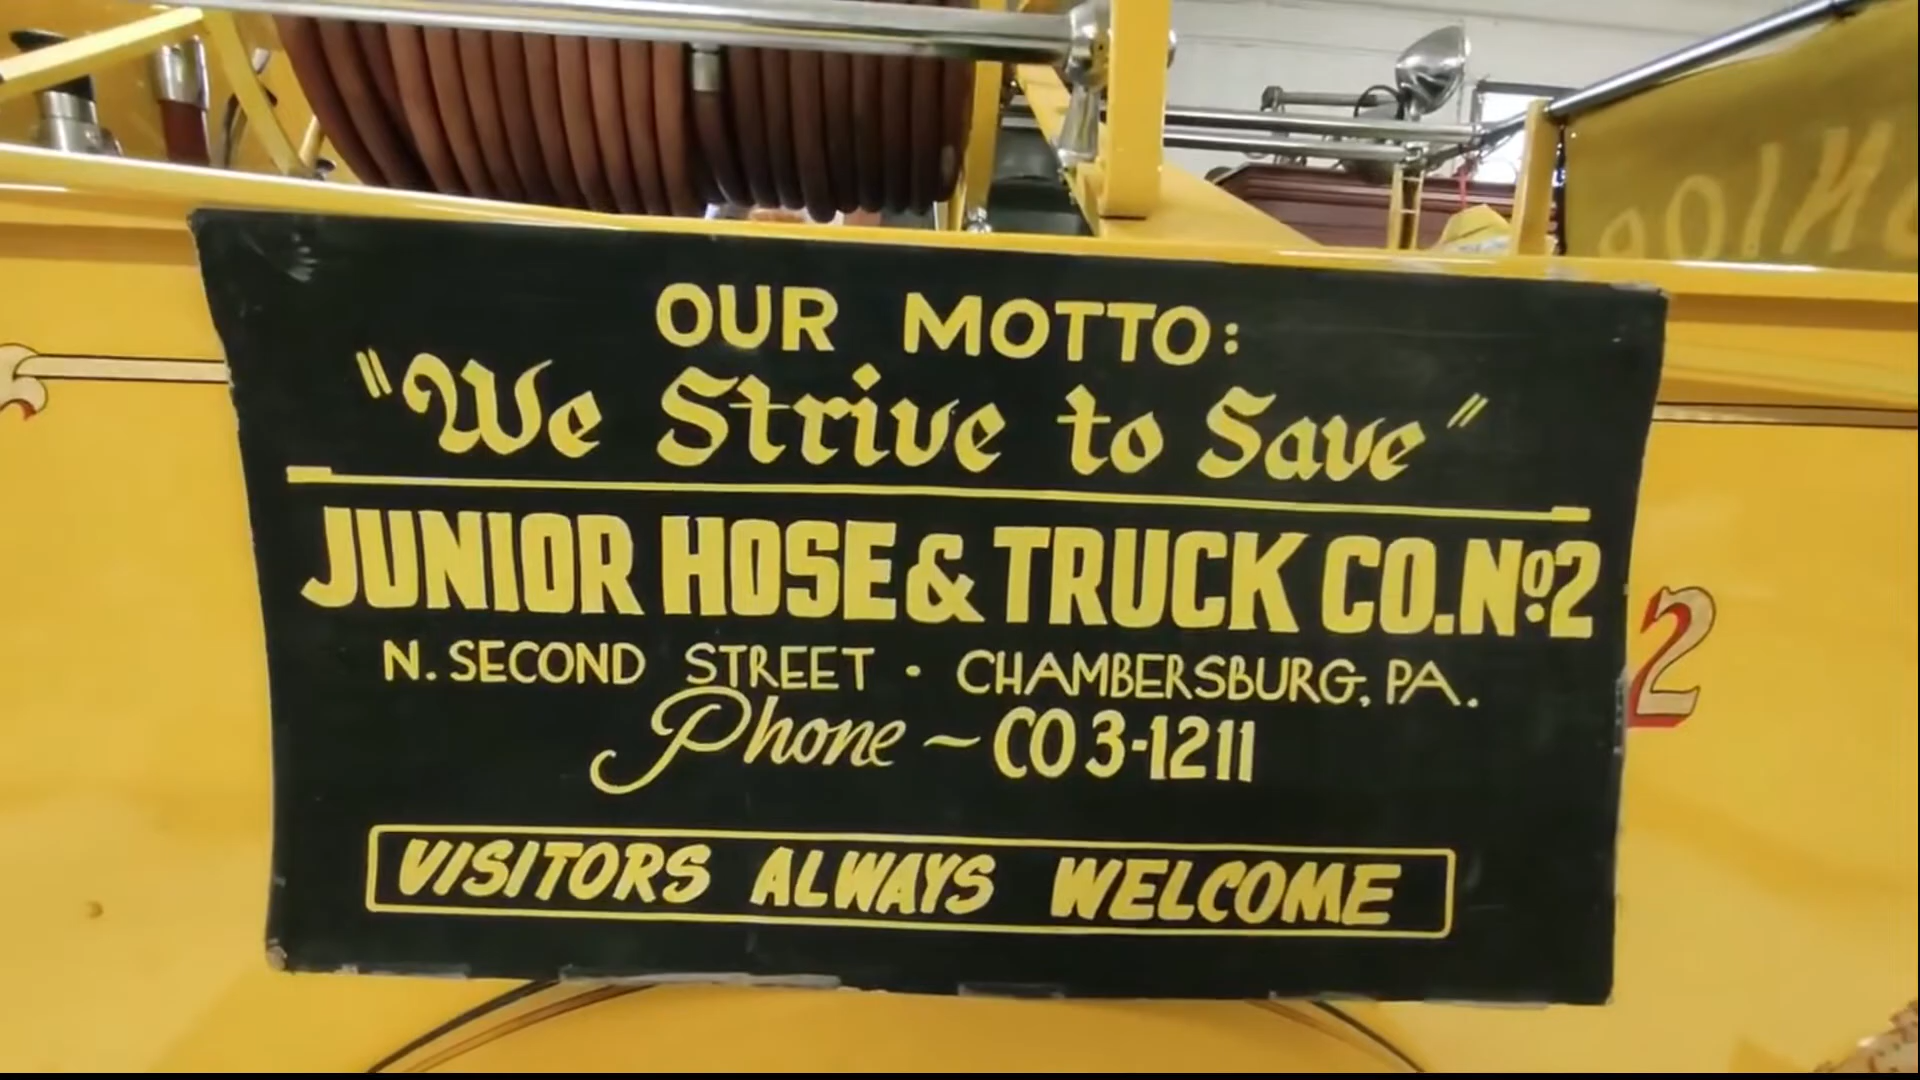 OUR MOTTO:
"We Strive to Save"
JUNIOR HOSE & TRUCK CO. No 2
N. SECOND STREET · CHAMBERSBURG, PA.
Phone ~ CO 3-1211
VISITORS ALWAYS WELCOME
2